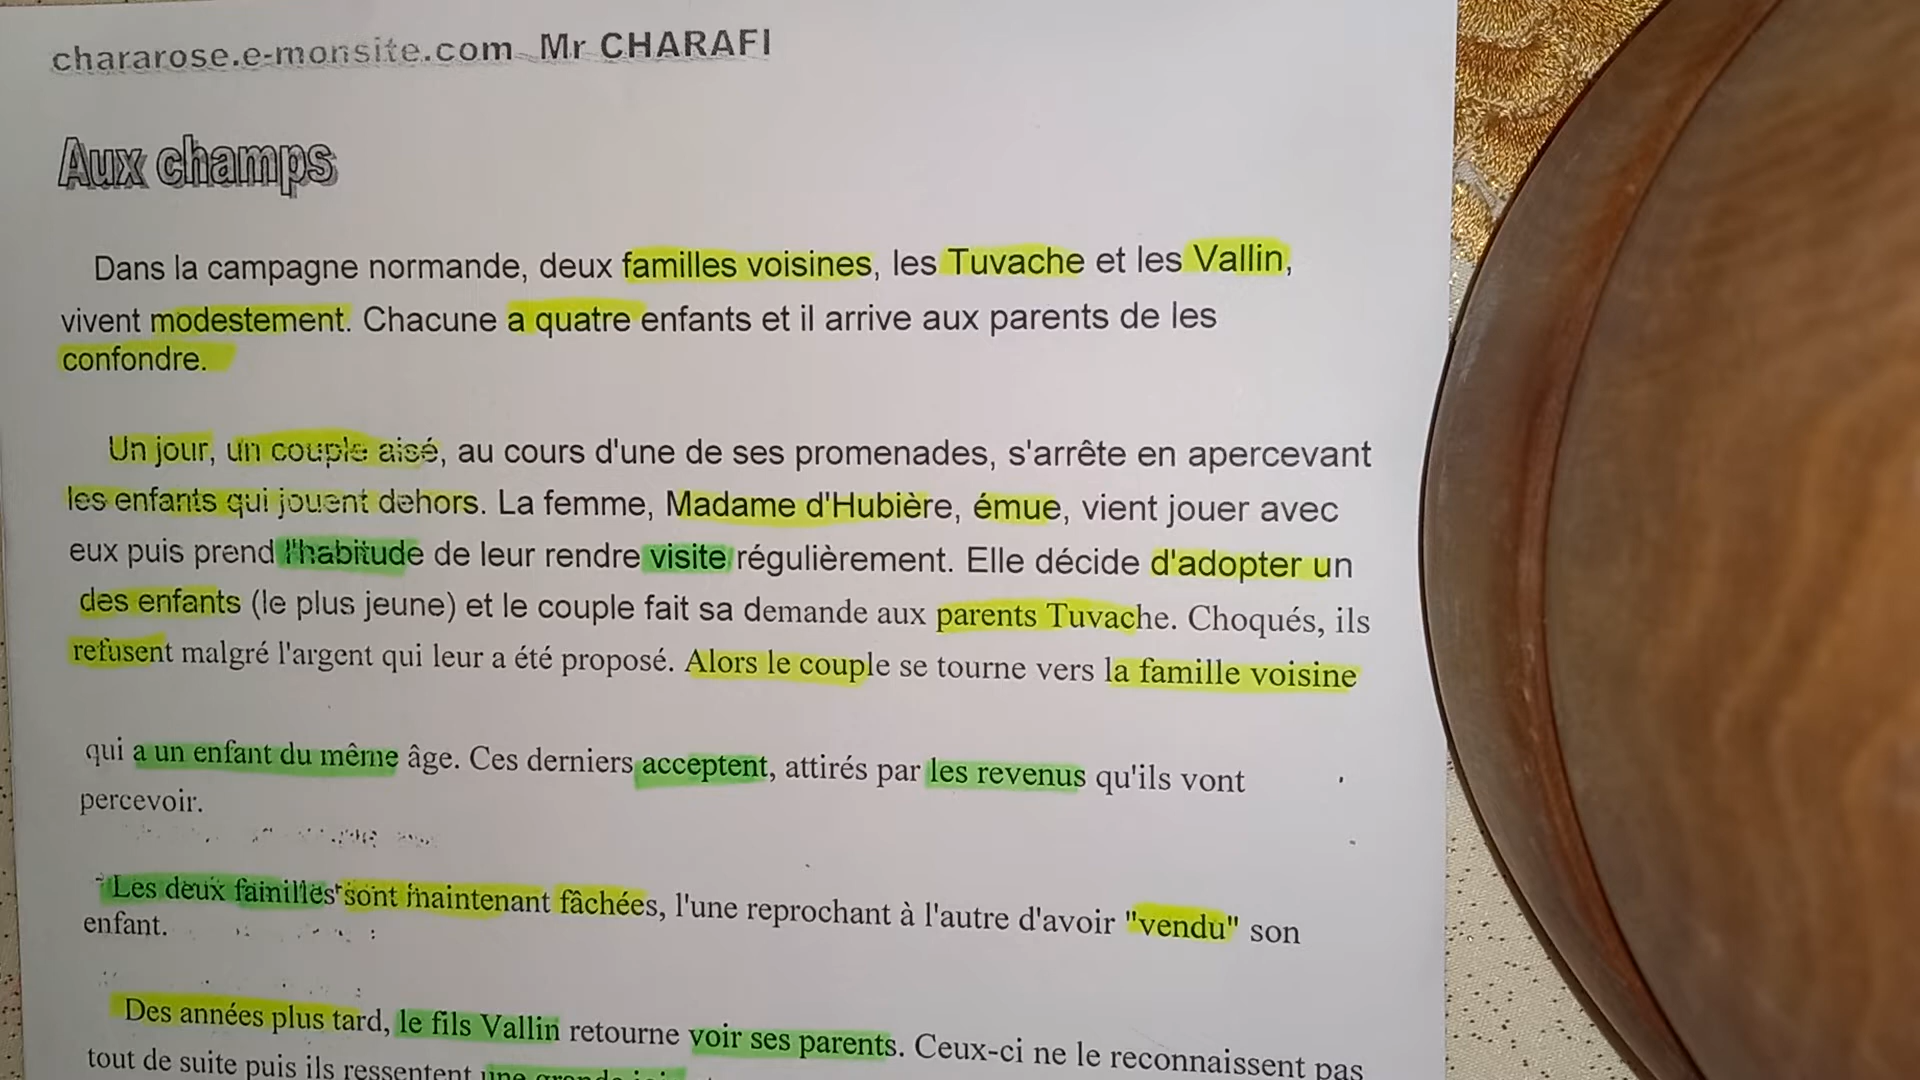 chararose.e-monsite.com Mr CHARAFI
Aux champs
Dans la campagne normande, deux familles voisines, les Tuvache et les Vallin,
vivent modestement. Chacune a quatre enfants et il arrive aux parents de les
confondre.
Un jour, un couple aisé, au cours d'une de ses promenades, s'arrête en apercevant
les enfants qui jouent dehors. La femme, Madame d'Hubière, émue, vient jouer avec
eux puis prend l'habitude de leur rendre visite régulièrement. Elle décide d'adopter un
des enfants (le plus jeune) et le couple fait sa demande aux parents Tuvache. Choqués, ils
refusent malgré l'argent qui leur a été proposé. Alors le couple se tourne vers la famille voisine
qui a un enfant du même âge. Ces derniers acceptent, attirés par les revenus qu'ils vont
percevoir.
Les deux familles sont maintenant fâchées, l'une reprochant à l'autre d'avoir "vendu" son
enfant.
Des années plus tard, le fils Vallin retourne voir ses parents. Ceux-ci ne le reconnaissent pas
tout de suite puis ils ressentent une grande joie